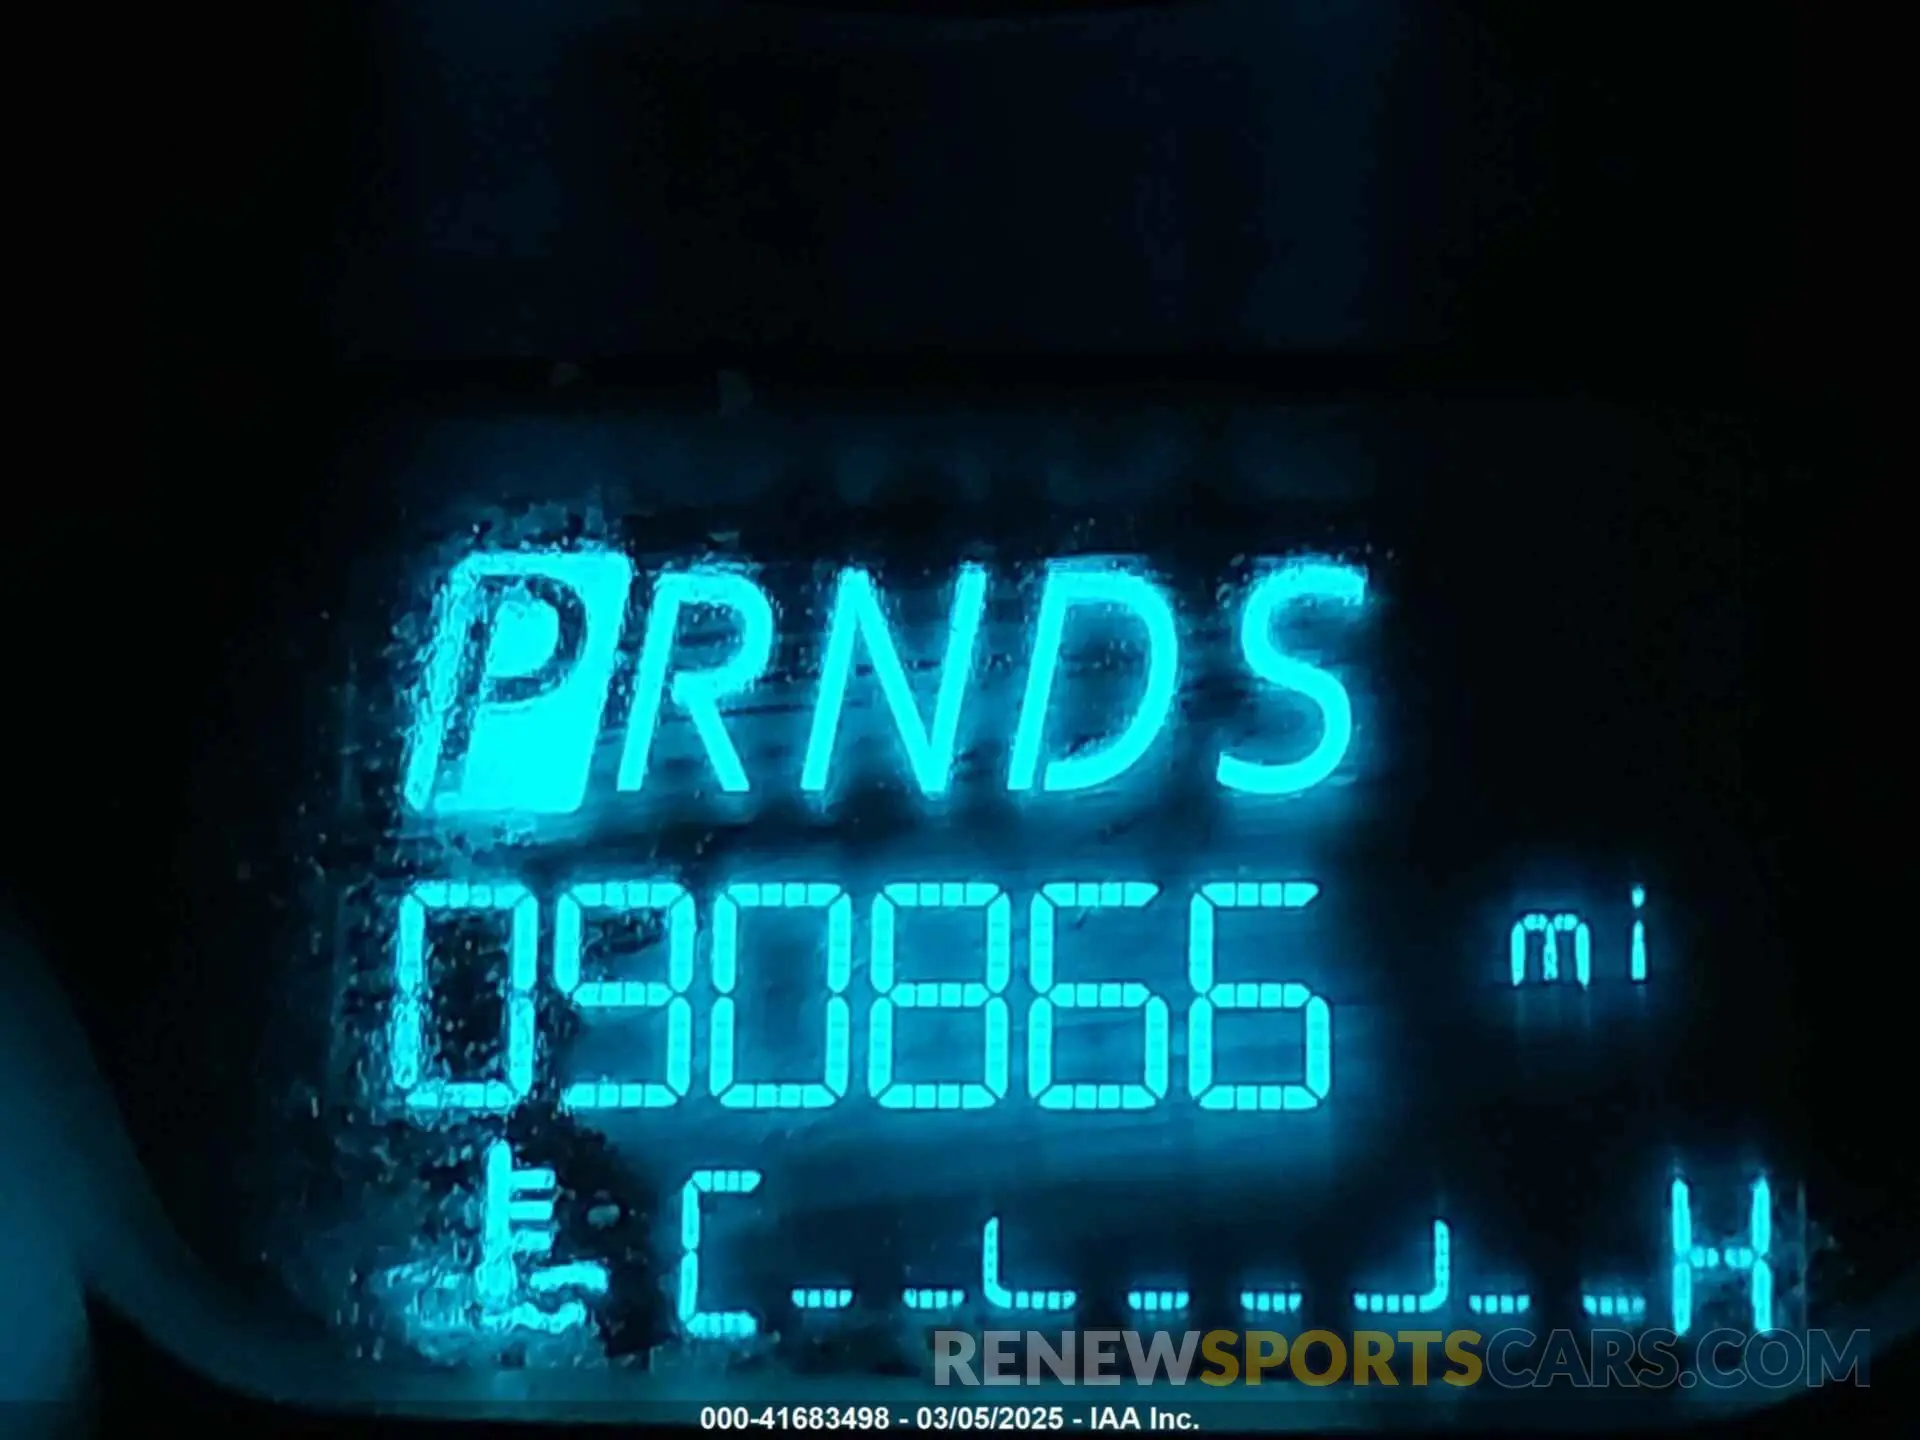 PRNDS
090866 mi
C H
RENEWSPORTSCARS.COM
000-41683498 - 03/05/2025 - IAA Inc.